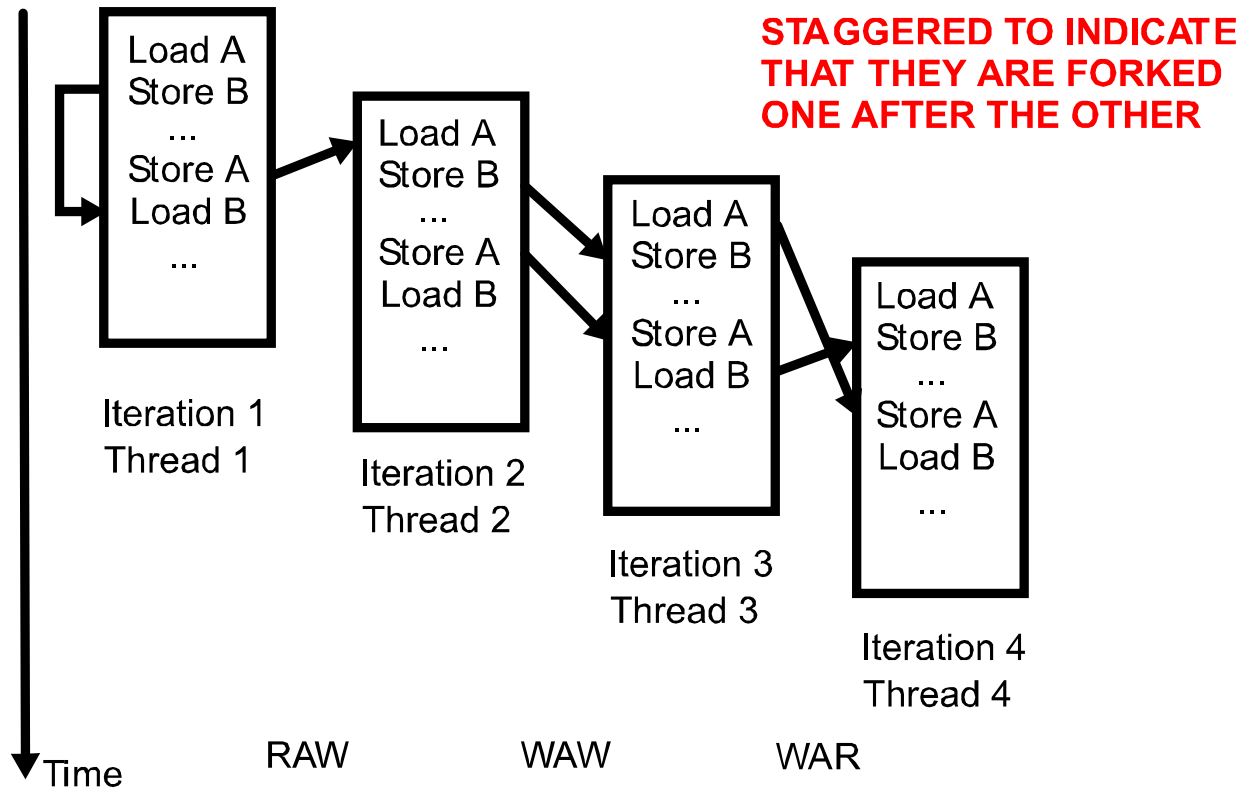 STAGGERED TO INDICATE
THAT THEY ARE FORKED
ONE AFTER THE OTHER
Load A
Store B
...
Store A
Load B
...
Iteration 1
Thread 1
Load A
Store B
...
Store A
Load B
...
Iteration 2
Thread 2
Load A
Store B
...
Store A
Load B
...
Iteration 3
Thread 3
Load A
Store B
...
Store A
Load B
...
Iteration 4
Thread 4
RAW
WAW
WAR
Time